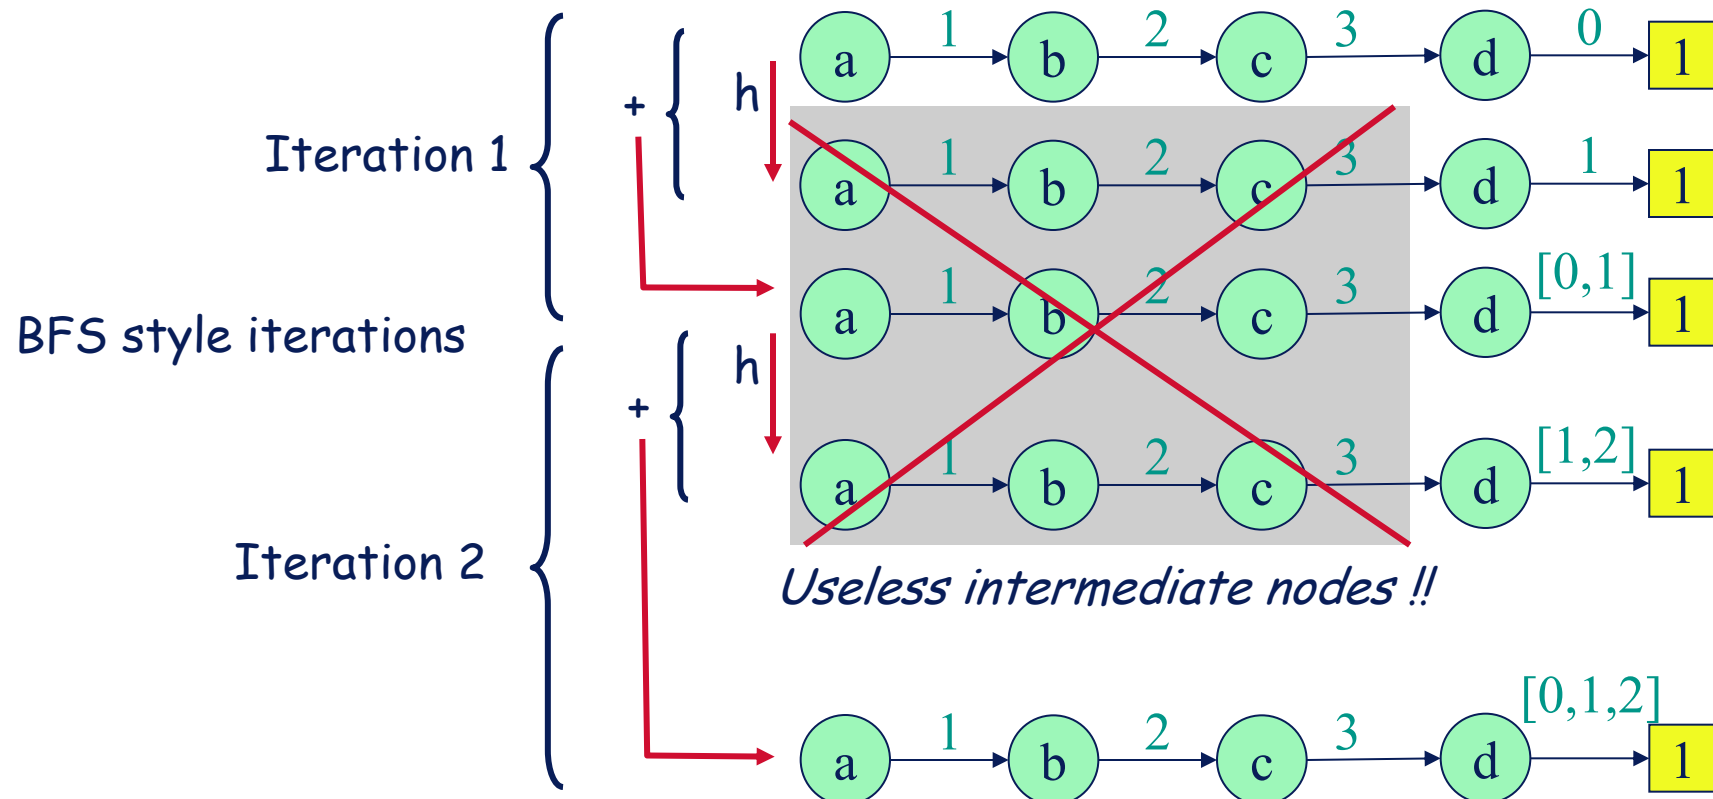 a 1 b 2 c 3 d 0 1
+ h
Iteration 1
a 1 b 2 c 3 d 1 1
a 1 b 2 c 3 d [0,1] 1
BFS style iterations
+ h
a 1 b 2 c 3 d [1,2] 1
Iteration 2
Useless intermediate nodes !!
a 1 b 2 c 3 d [0,1,2] 1